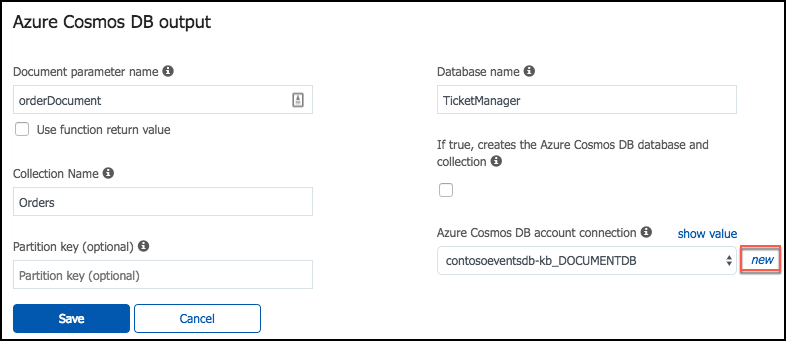 Azure Cosmos DB output
Document parameter name
orderDocument
Use function return value
Collection Name
Orders
Partition key (optional)
Partition key (optional)
Database name
TicketManager
If true, creates the Azure Cosmos DB database and
collection
Azure Cosmos DB account connection
show value
contosoeventsdb-kb_DOCUMENTDB
new
Save
Cancel